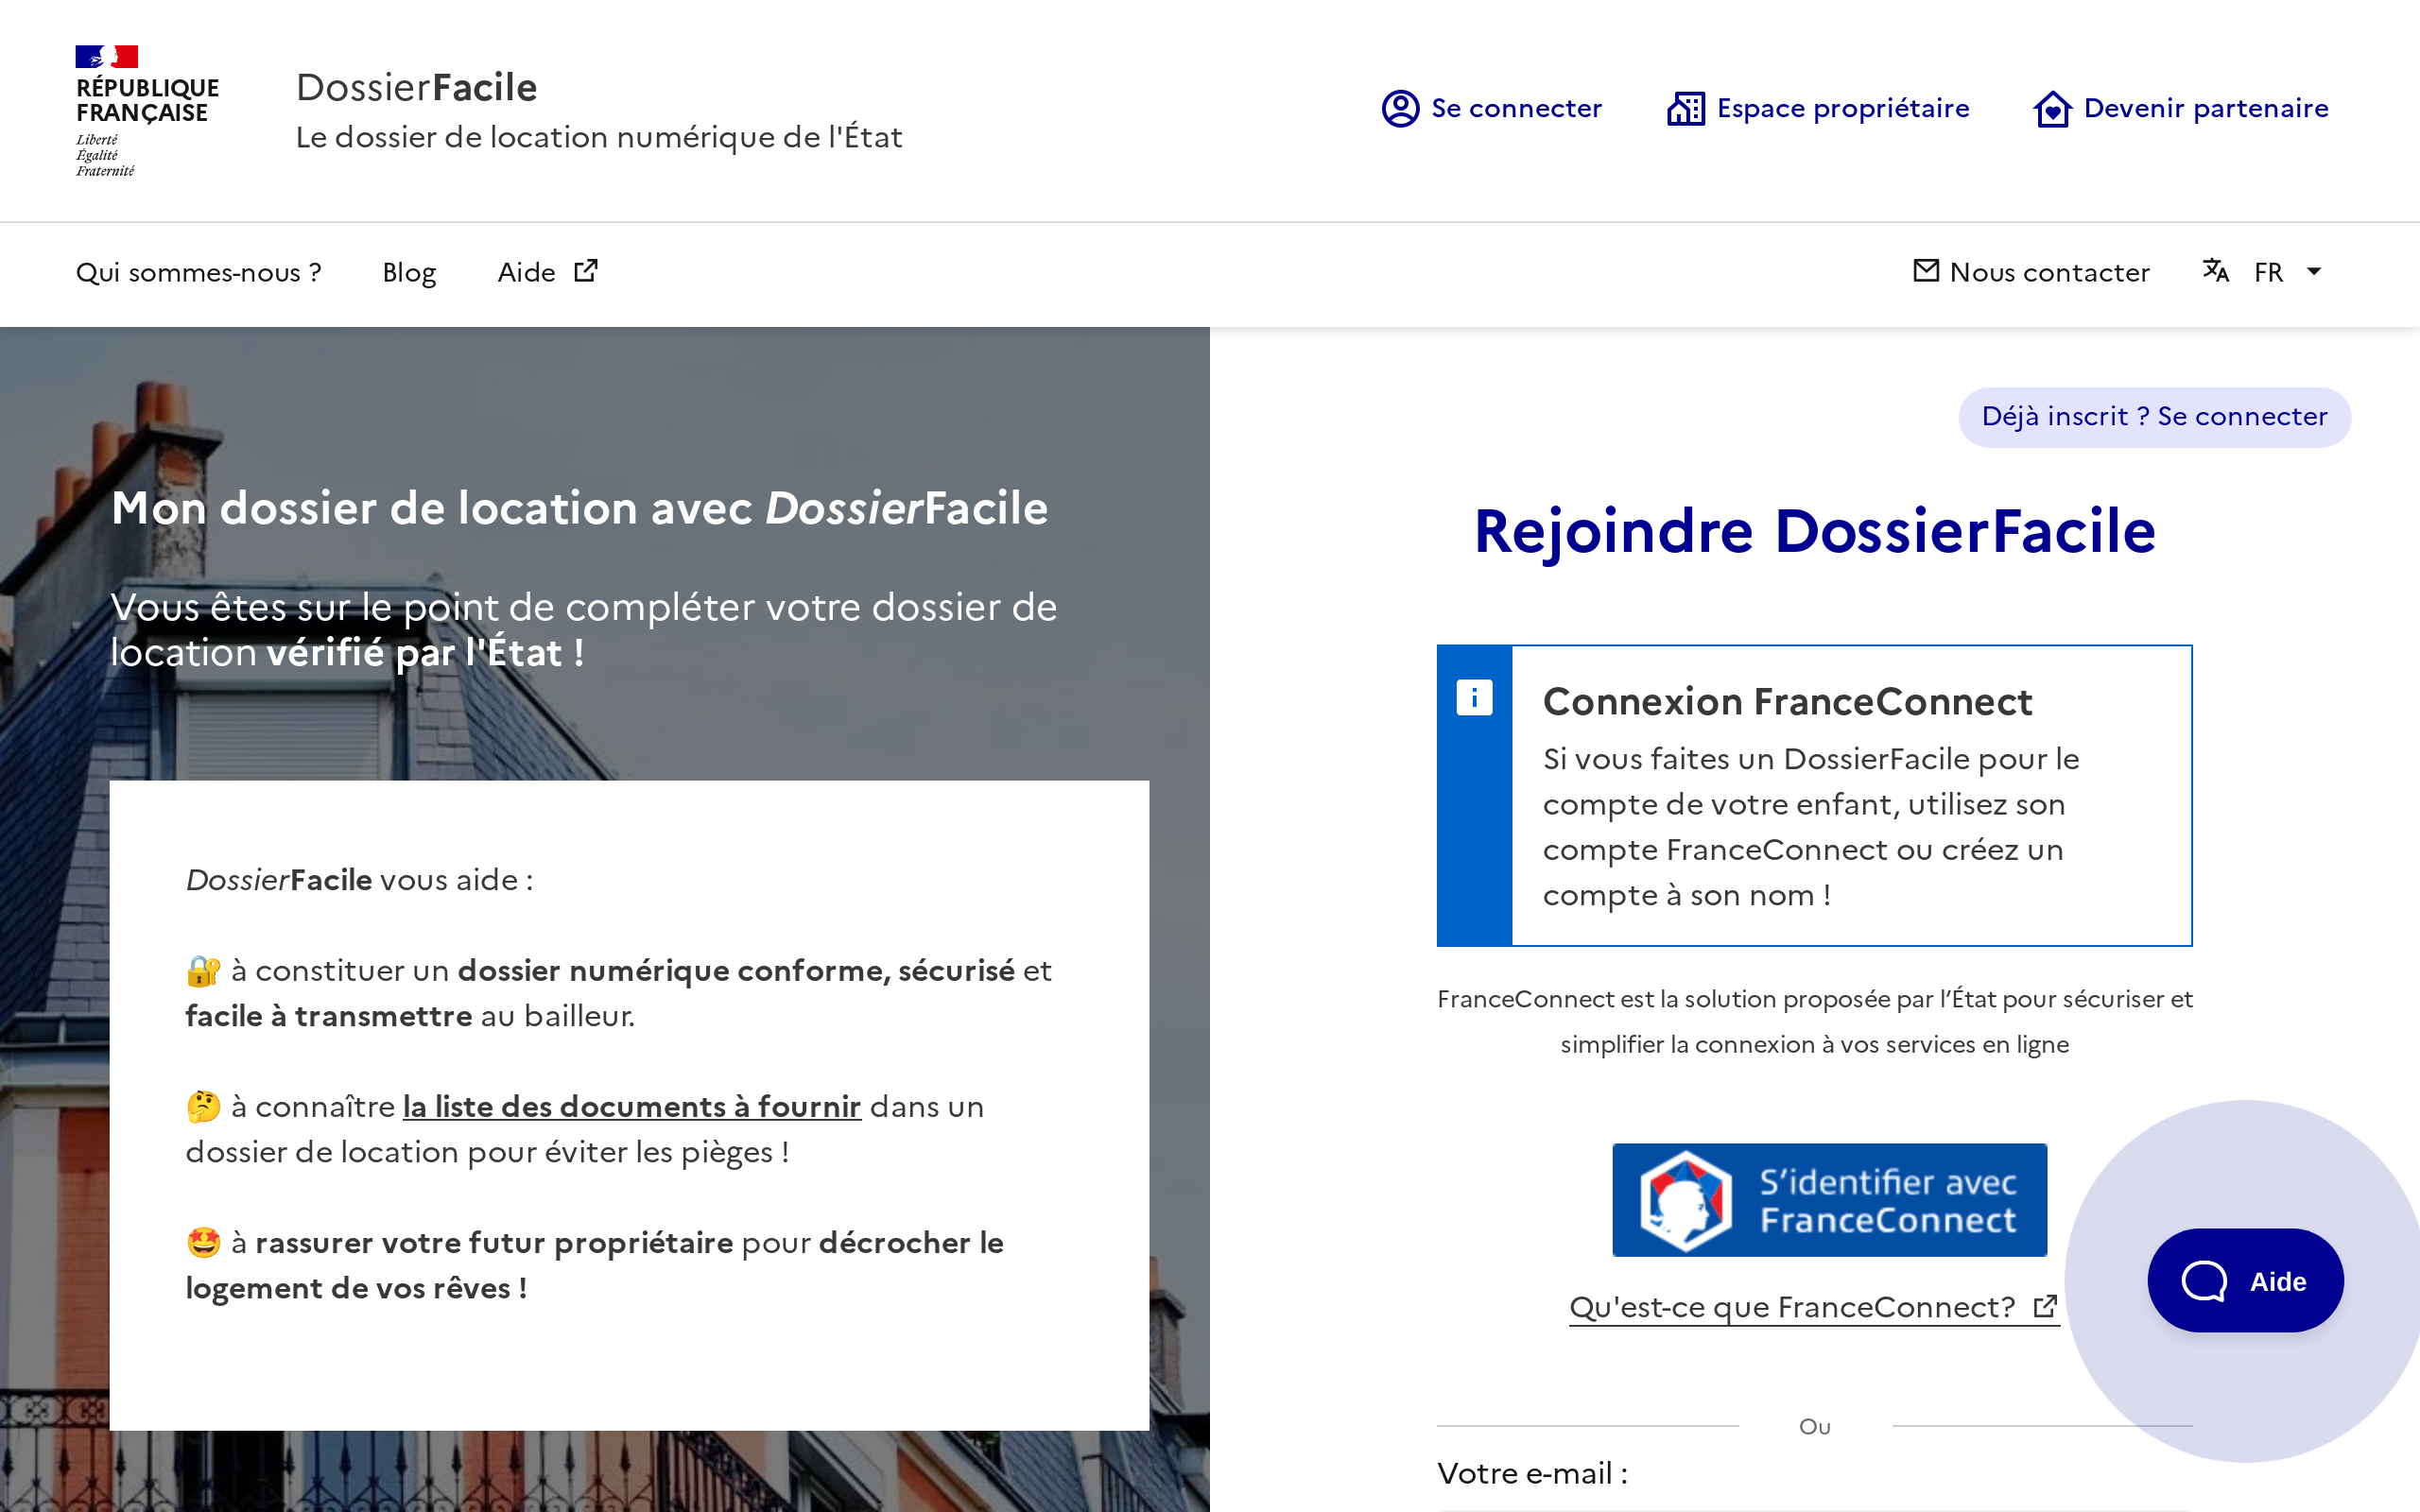 RÉPUBLIQUE
FRANÇAISE
Liberté
Égalité
Fraternité
DossierFacile
Le dossier de location numérique de l'État
Se connecter
Espace propriétaire
Devenir partenaire
Qui sommes-nous ?
Blog
Aide
Nous contacter
FR
Mon dossier de location avec DossierFacile
Vous êtes sur le point de compléter votre dossier de
location vérifié par l'État !
DossierFacile vous aide :
🔐 à constituer un dossier numérique conforme, sécurisé et
facile à transmettre au bailleur.
🤔 à connaître la liste des documents à fournir dans un
dossier de location pour éviter les pièges !
🤩 à rassurer votre futur propriétaire pour décrocher le
logement de vos rêves !
Déjà inscrit ? Se connecter
Rejoindre DossierFacile
Connexion FranceConnect
Si vous faites un DossierFacile pour le
compte de votre enfant, utilisez son
compte FranceConnect ou créez un
compte à son nom !
FranceConnect est la solution proposée par l’État pour sécuriser et
simplifier la connexion à vos services en ligne
S’identifier avec
FranceConnect
Qu'est-ce que FranceConnect?
Aide
Ou
Votre e-mail :